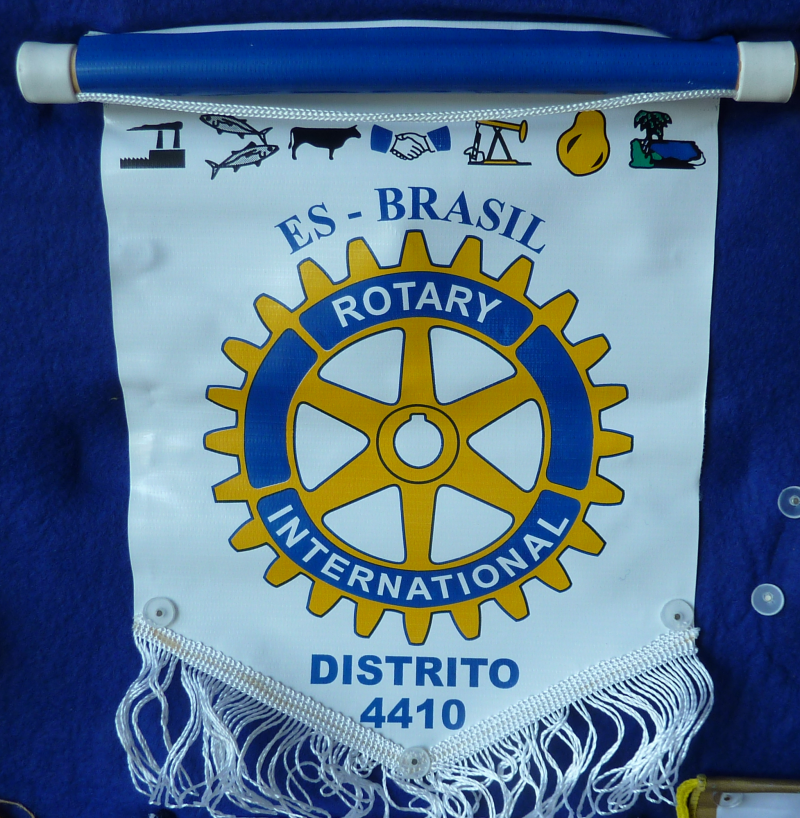 ES - BRASIL
ROTARY
INTERNATIONAL
DISTRITO
4410